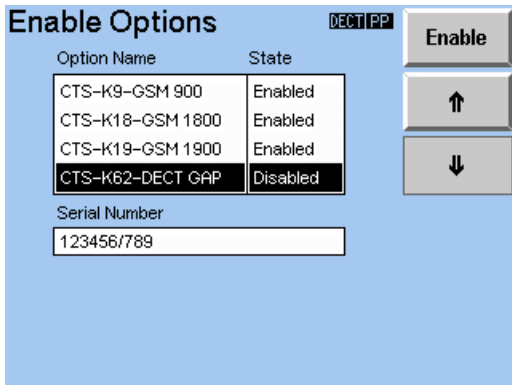 Enable Options DECT PP
Enable
Option Name State
CTS-K9-GSM 900 Enabled
CTS-K18-GSM 1800 Enabled
CTS-K19-GSM 1900 Enabled
CTS-K62-DECT GAP Disabled
Serial Number
123456/789